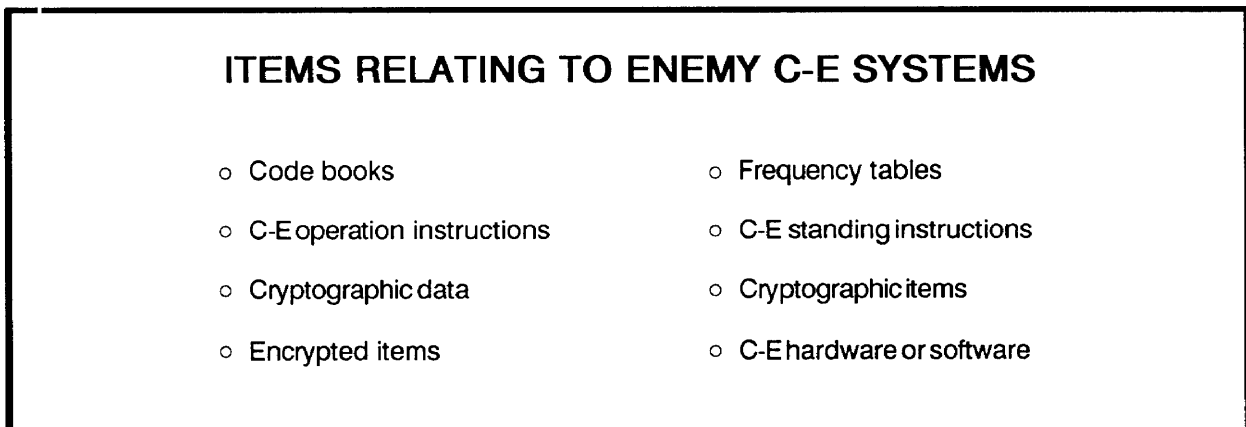 ITEMS RELATING TO ENEMY C-E SYSTEMS
○ Code books
○ C-E operation instructions
○ Cryptographic data
○ Encrypted items
○ Frequency tables
○ C-E standing instructions
○ Cryptographic items
○ C-E hardware or software